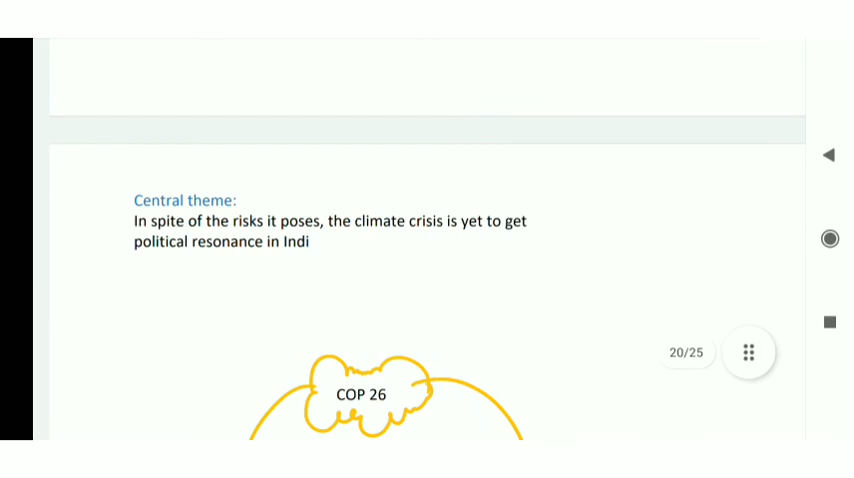 Central theme:
In spite of the risks it poses, the climate crisis is yet to get
political resonance in Indi
20/25
COP 26